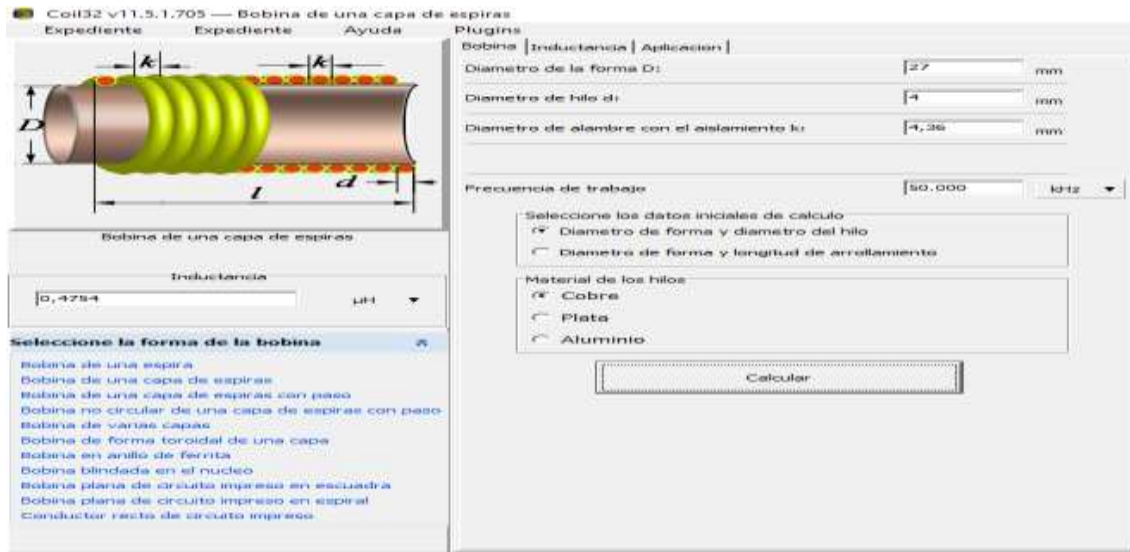 Coil32 v11.5.1.705 — Bobina de una capa de espiras
Expediente Expediente Ayuda Plugins
k k
D
d
l
Bobina de una capa de espiras
Inductancia
0,4754 µH
Seleccione la forma de la bobina
Bobina de una espira
Bobina de una capa de espiras
Bobina de una capa de espiras con paso
Bobina no circular de una capa de espiras con paso
Bobina de varias capas
Bobina de forma toroidal de una capa
Bobina en anillo de ferrita
Bobina blindada en el nucleo
Bobina plana de circuito impreso en escuadra
Bobina plana de circuito impreso en espiral
Conductor recto de circuito impreso
Bobina Inductancia Aplicacion
Diametro de la forma D: 27 mm
Diametro de hilo d: 4 mm
Diametro de alambre con el aislamiento k: 4,36 mm
Frecuencia de trabajo 50.000 kHz
Seleccione los datos iniciales de calculo
Diametro de forma y diametro del hilo
Diametro de forma y longitud de arrollamiento
Material de los hilos
Cobre
Plata
Aluminio
Calcular